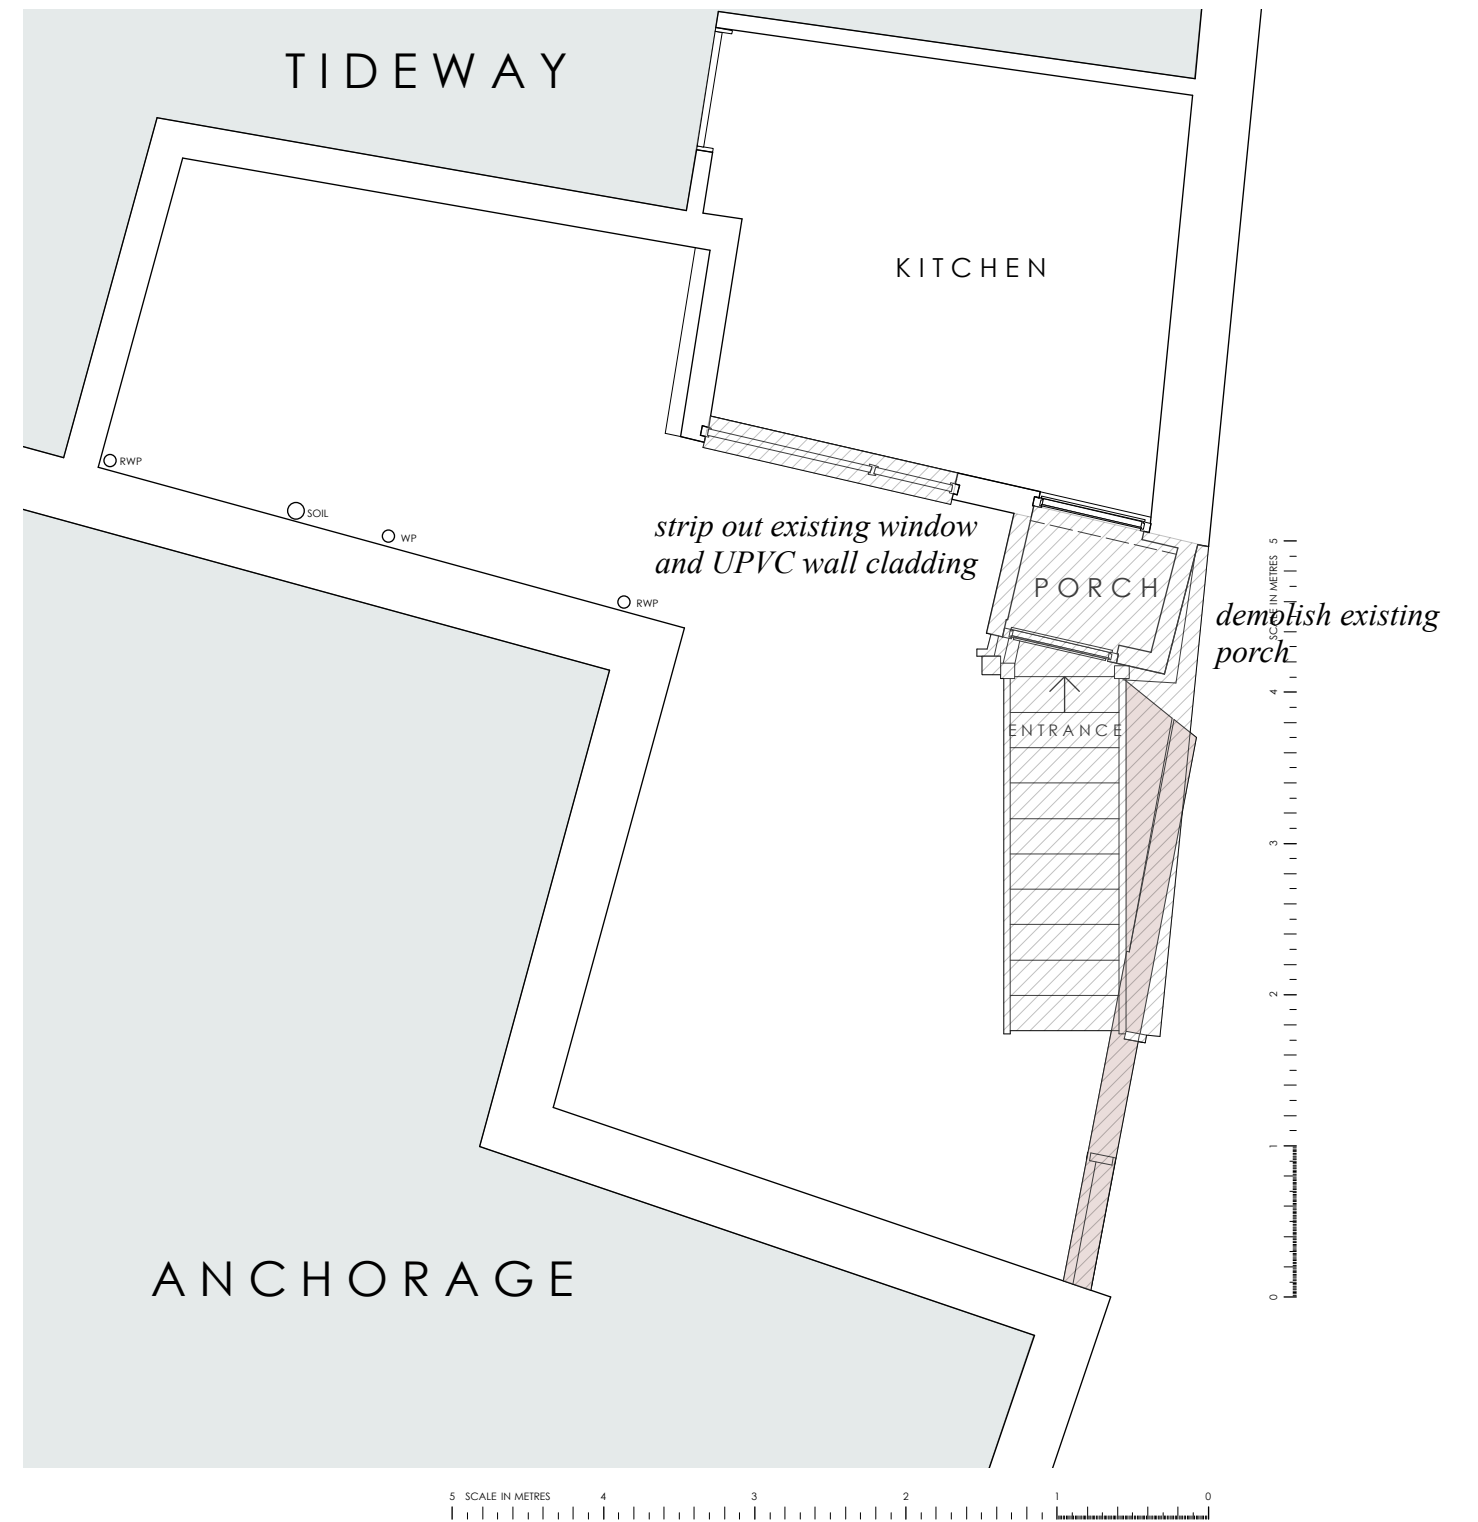 TIDEWAY
KITCHEN
RWP
SOIL
WP
strip out existing window
and UPVC wall cladding
RWP
PORCH
demolish existing
porch
ENTRANCE
5
SCALE IN METRES
4
3
2
1
0
ANCHORAGE
5 SCALE IN METRES 4 3 2 1 0